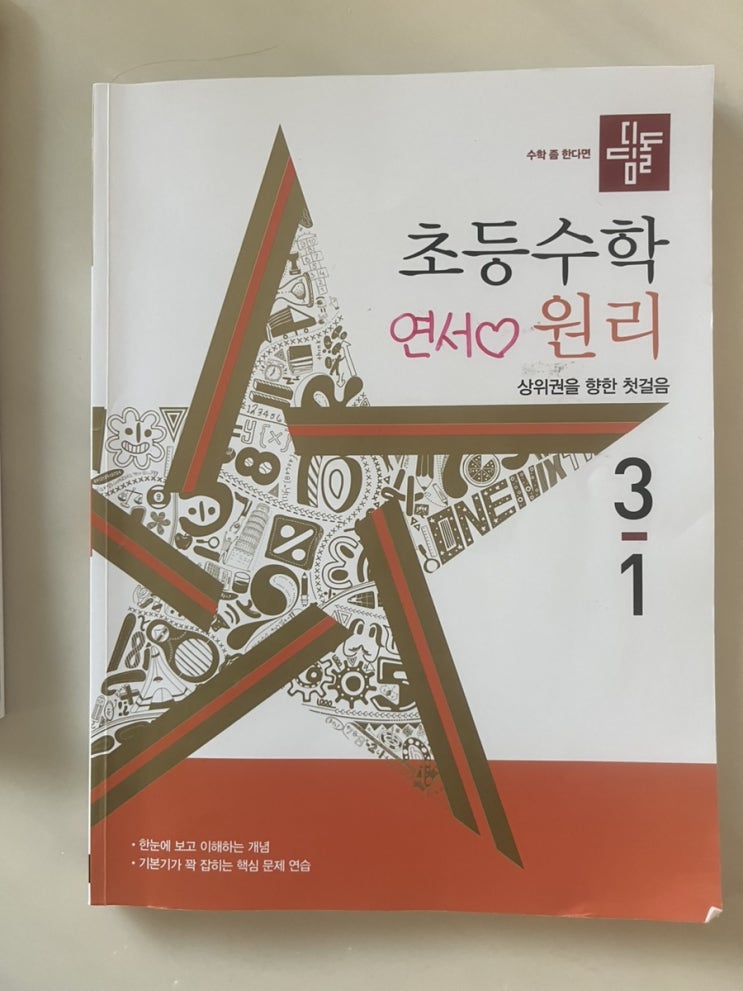 수학 좀 한다면
디딤돌
초등수학
연서♡ 원리
상위권을 향한 첫걸음
3
1
NEMIX
· 한눈에 보고 이해하는 개념
· 기본기가 꽉 잡히는 핵심 문제 연습